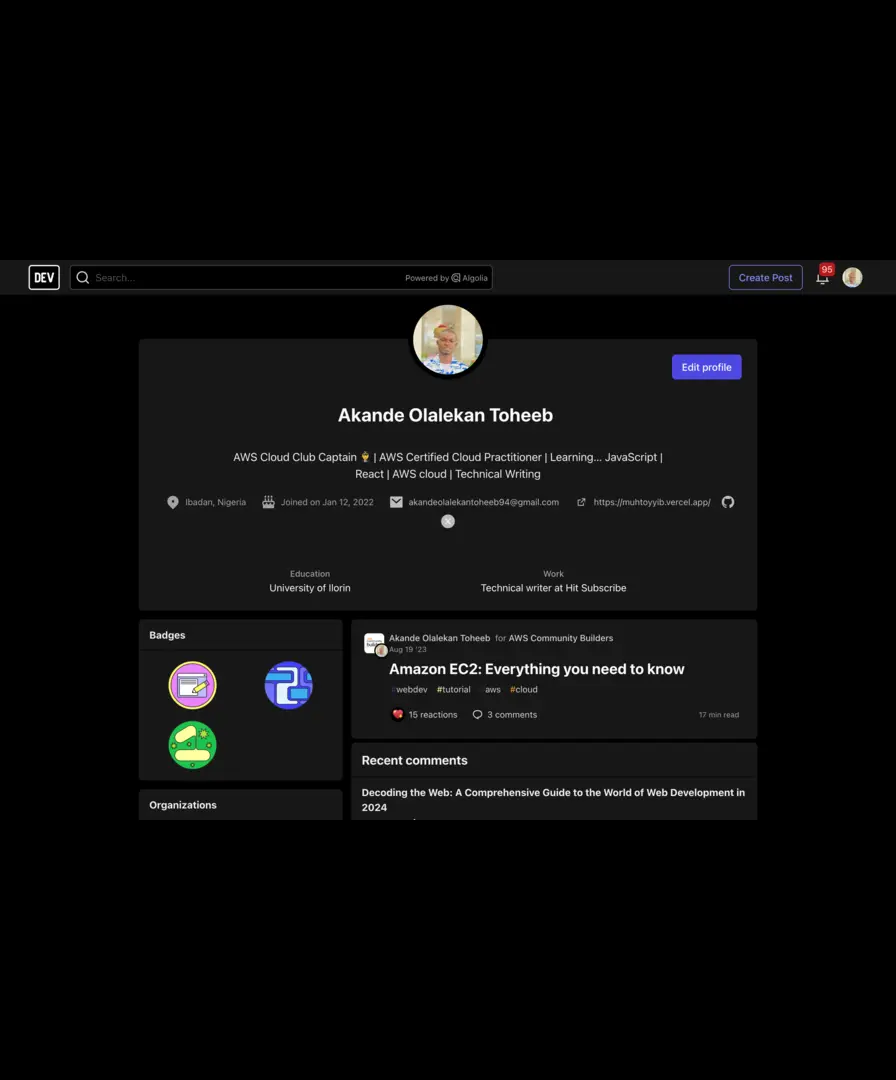 DEV
Search...
Powered by Algolia
Create Post
95
Edit profile
Akande Olalekan Toheeb
AWS Cloud Club Captain | AWS Certified Cloud Practitioner | Learning... JavaScript |
React | AWS cloud | Technical Writing
Ibadan, Nigeria
Joined on Jan 12, 2022
akandeolalekantoheeb94@gmail.com
https://muhtoyyib.vercel.app/
Education
University of Ilorin
Work
Technical writer at Hit Subscribe
Badges
Organizations
Akande Olalekan Toheeb for AWS Community Builders
Aug 19 '23
Amazon EC2: Everything you need to know
#webdev #tutorial aws #cloud
15 reactions
3 comments
17 min read
Recent comments
Decoding the Web: A Comprehensive Guide to the World of Web Development in
2024